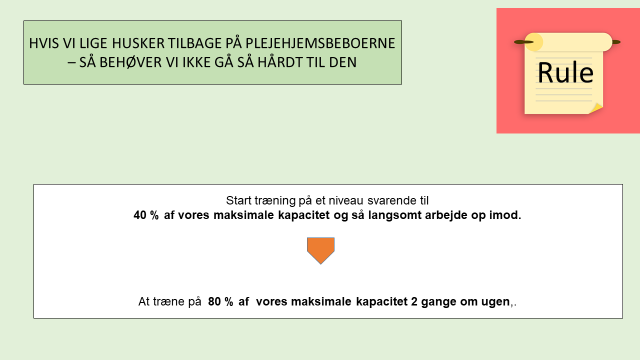 HVIS VI LIGE HUSKER TILBAGE PÅ PLEJEHJEMSBEBOERNE
– SÅ BEHØVER VI IKKE GÅ SÅ HÅRDT TIL DEN
Rule
Start træning på et niveau svarende til
40 % af vores maksimale kapacitet og så langsomt arbejde op imod.
At træne på 80 % af vores maksimale kapacitet 2 gange om ugen,.